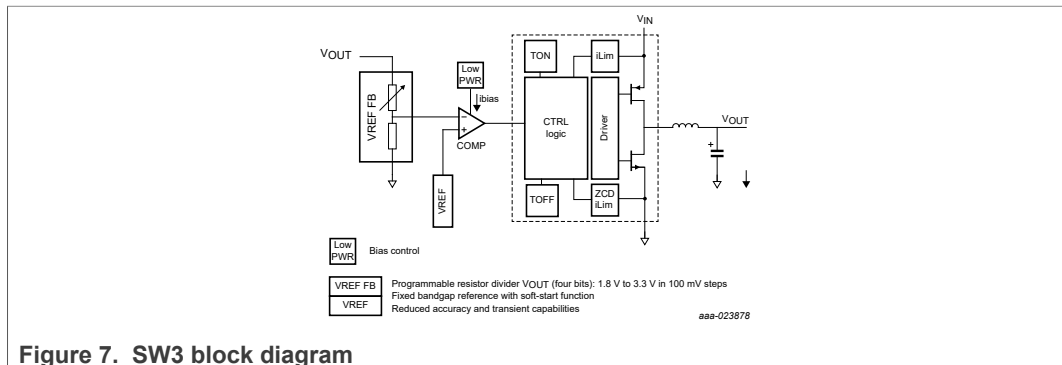 VIN
VOUT
TON
iLim
Low
PWR
ibias
VREF FB
CTRL
logic
Driver
VOUT
−
+
COMP
+
VREF
TOFF
ZCD
iLim
Low
PWR
Bias control
VREF FB
Programmable resistor divider VOUT (four bits): 1.8 V to 3.3 V in 100 mV steps
Fixed bandgap reference with soft-start function
VREF
Reduced accuracy and transient capabilities
aaa-023878
Figure 7. SW3 block diagram